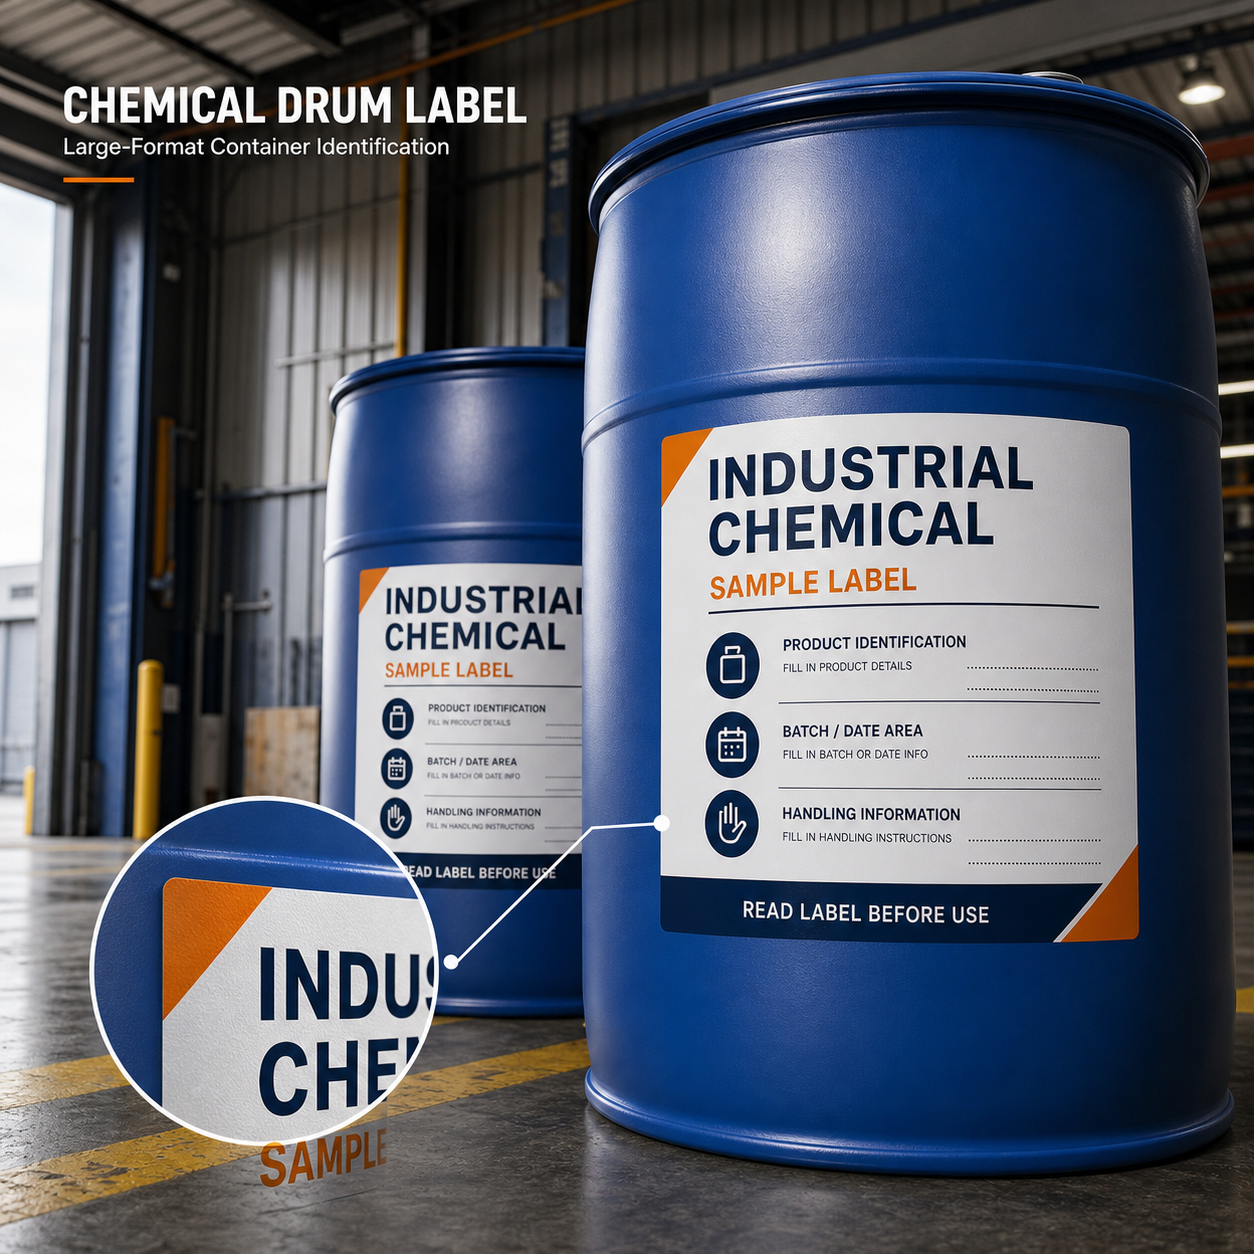 CHEMICAL DRUM LABEL
Large-Format Container Identification
INDUSTRIAL
CHEMICAL
SAMPLE LABEL
PRODUCT IDENTIFICATION
FILL IN PRODUCT DETAILS
BATCH / DATE AREA
FILL IN BATCH OR DATE INFO
HANDLING INFORMATION
FILL IN HANDLING INSTRUCTIONS
READ LABEL BEFORE USE
INDUSTRIAL
CHEMICAL
SAMPLE LABEL
PRODUCT IDENTIFICATION
FILL IN PRODUCT DETAILS
BATCH / DATE AREA
FILL IN BATCH OR DATE INFO
HANDLING INFORMATION
FILL IN HANDLING INSTRUCTIONS
READ LABEL BEFORE USE
INDUS
CHE
SAMPLE